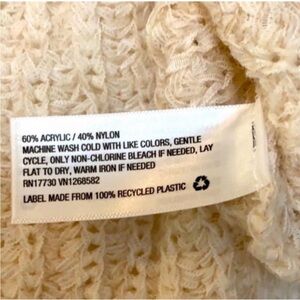 60% ACRYLIC / 40% NYLON
MACHINE WASH COLD WITH LIKE COLORS, GENTLE
CYCLE, ONLY NON-CHLORINE BLEACH IF NEEDED, LAY
FLAT TO DRY, WARM IRON IF NEEDED
RN17730 VN1268582
LABEL MADE FROM 100% RECYCLED PLASTIC